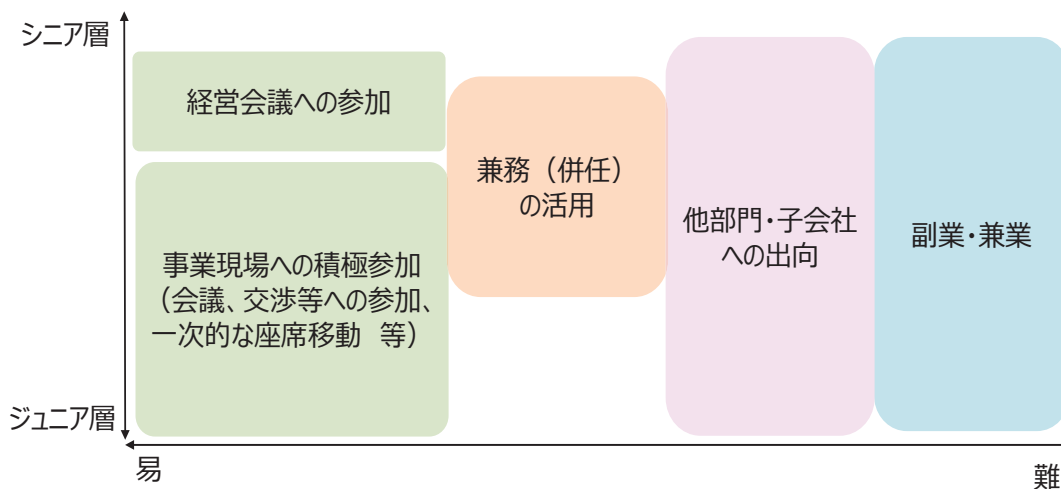 シニア層
経営会議への参加
兼務（併任）
の活用
他部門・子会社
への出向
副業・兼業
事業現場への積極参加
（会議、交渉等への参加、
一次的な座席移動　等）
ジュニア層
易
難